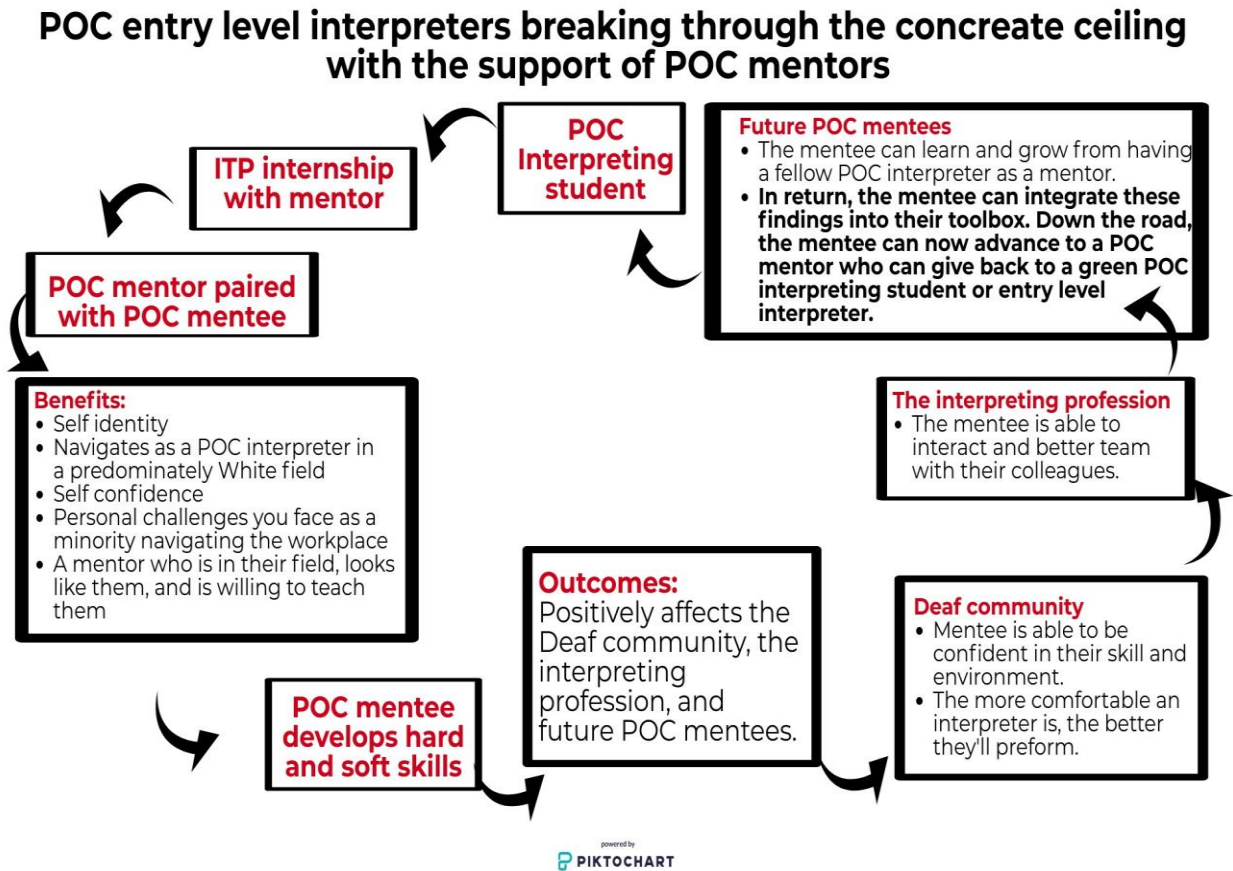 POC entry level interpreters breaking through the concreate ceiling
with the support of POC mentors
POC
Interpreting
student
ITP internship
with mentor
POC mentor paired
with POC mentee
Benefits:
• Self identity
• Navigates as a POC interpreter in
a predominately White field
• Self confidence
• Personal challenges you face as a
minority navigating the workplace
• A mentor who is in their field, looks
like them, and is willing to teach
them
POC mentee
develops hard
and soft skills
Outcomes:
Positively affects the
Deaf community, the
interpreting
profession, and
future POC mentees.
Deaf community
• Mentee is able to be
confident in their skill and
environment.
• The more comfortable an
interpreter is, the better
they'll preform.
The interpreting profession
• The mentee is able to
interact and better team
with their colleagues.
Future POC mentees
• The mentee can learn and grow from having
a fellow POC interpreter as a mentor.
• In return, the mentee can integrate these
findings into their toolbox. Down the road,
the mentee can now advance to a POC
mentor who can give back to a green POC
interpreting student or entry level
interpreter.
powered by
PIKTOCHART